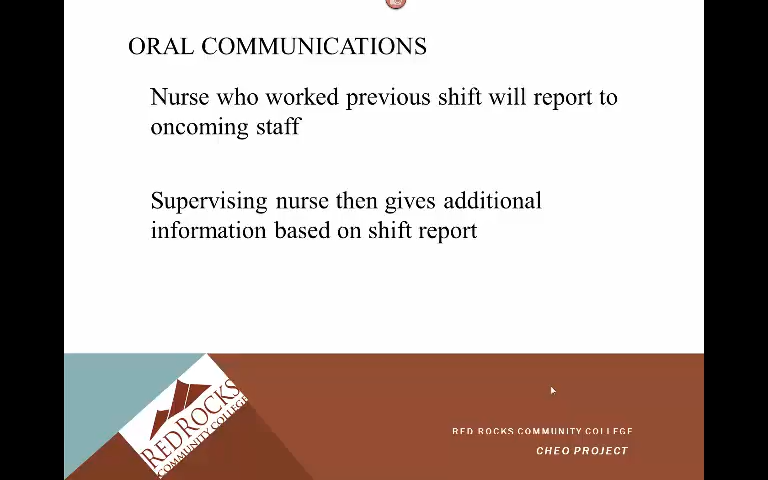 ORAL COMMUNICATIONS
Nurse who worked previous shift will report to
oncoming staff
Supervising nurse then gives additional
information based on shift report
RED ROCKS
COMMUNITY COLLEGE
RED ROCKS COMMUNITY COLLEGE
CHEO PROJECT